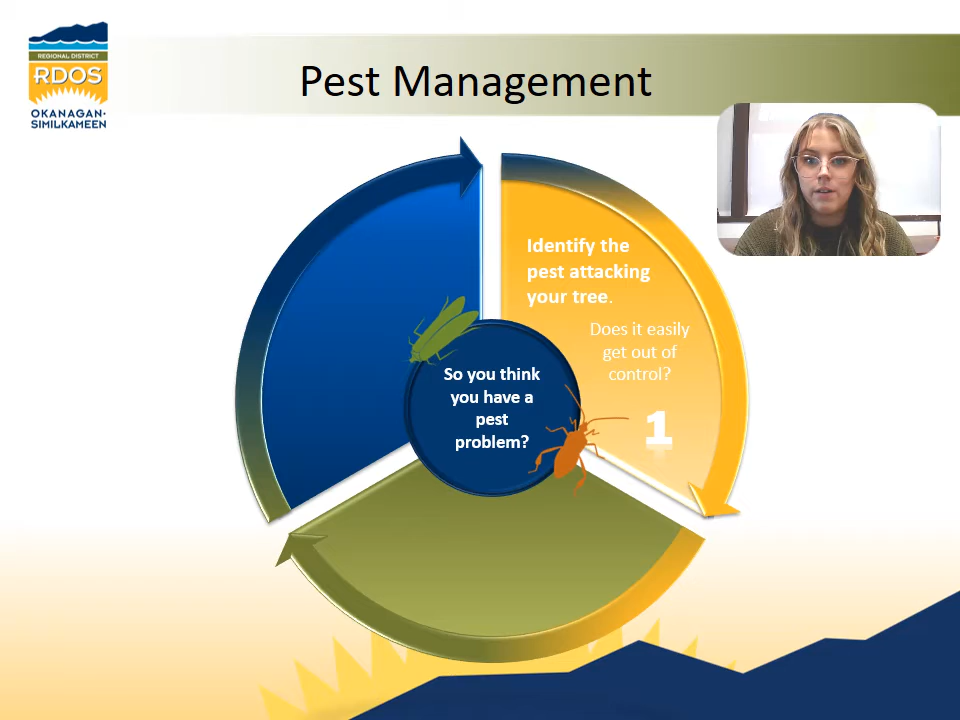 REGIONAL DISTRICT
RDOS
OKANAGAN-
SIMILKAMEEN
Pest Management
Identify the
pest attacking
your tree.
Does it easily
get out of
control?
1
So you think
you have a
pest
problem?